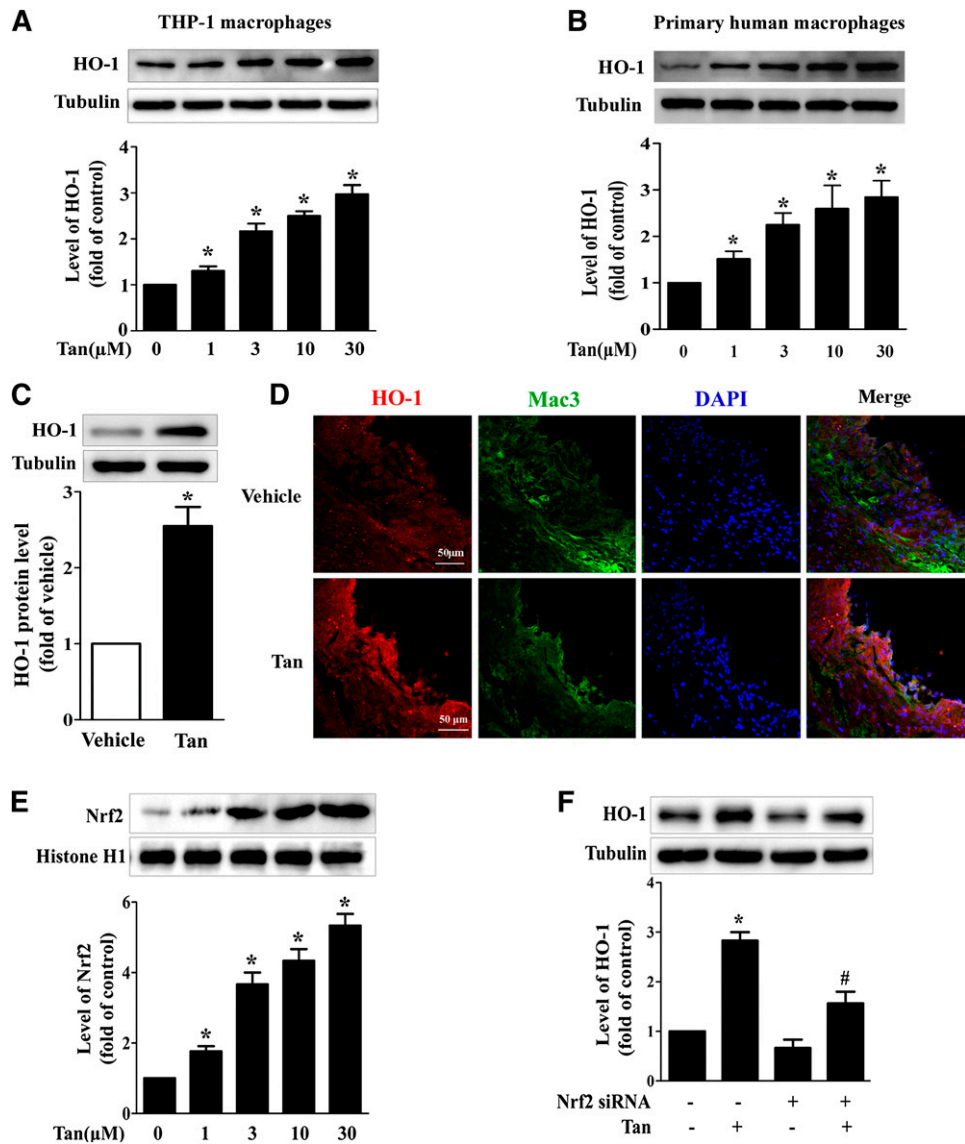 A
THP-1 macrophages
HO-1
Tubulin
Level of HO-1
(fold of control)
4
3
2
1
0
* * * *
Tan(μM) 0 1 3 10 30
B
Primary human macrophages
HO-1
Tubulin
Level of HO-1
(fold of control)
4
3
2
1
0
* * * *
Tan(μM) 0 1 3 10 30
C
HO-1
Tubulin
HO-1 protein level
(fold of vehicle)
3
2
1
0
*
Vehicle Tan
D
HO-1 Mac3 DAPI Merge
Vehicle
50μm
Tan
50 μm
E
Nrf2
Histone H1
Level of Nrf2
(fold of control)
6
4
2
0
* * * *
Tan(μM) 0 1 3 10 30
F
HO-1
Tubulin
Level of HO-1
(fold of control)
4
3
2
1
0
* #
Nrf2 siRNA - - + +
Tan - + - +